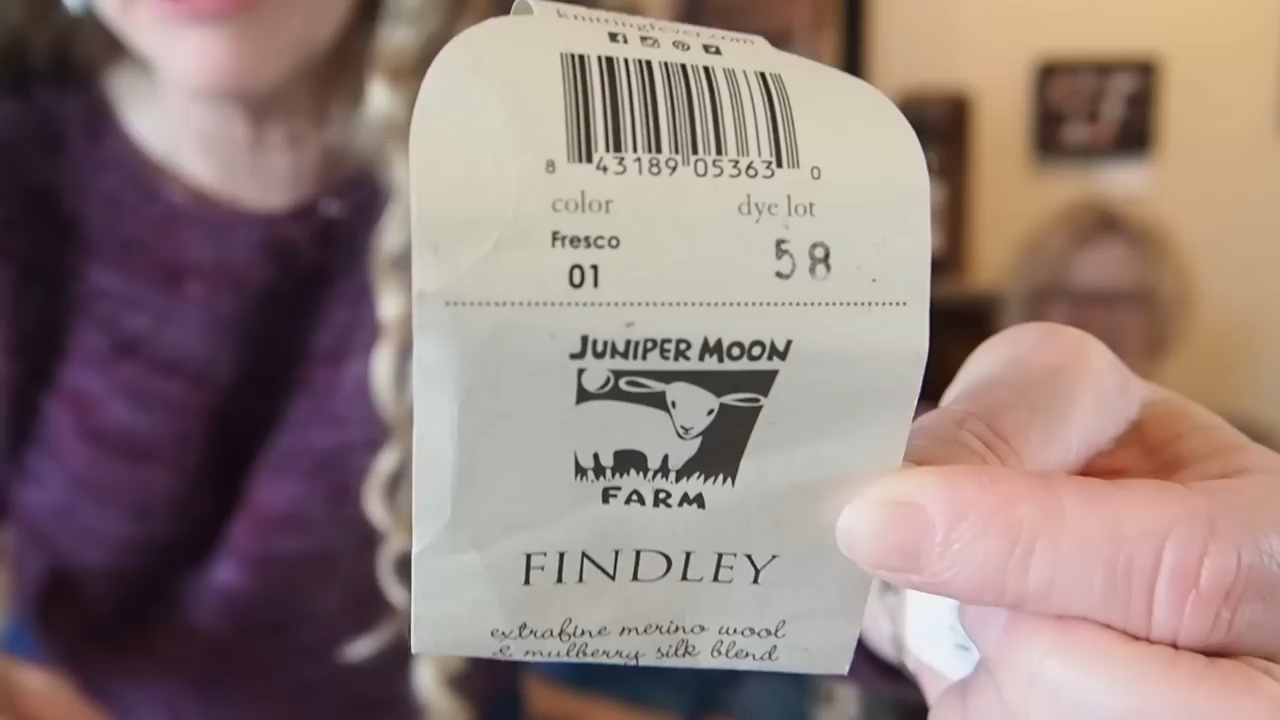 knittingfever.com
8 43189 05363 0
color dye lot
Fresco 58
01
JUNIPER MOON
FARM
FINDLEY
extrafine merino wool
& mulberry silk blend